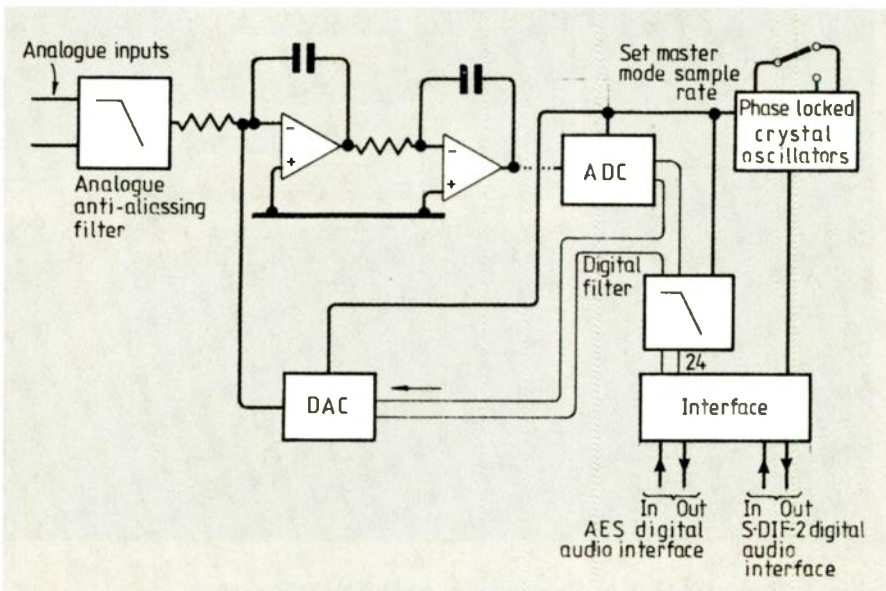 Analogue inputs
Analogue
anti-aliassing
filter
-
+
-
+
Set master
mode sample
rate
Phase locked
crystal
oscillators
ADC
Digital
filter
24
DAC
Interface
In Out
AES digital
audio interface
In Out
S-DIF-2 digital
audio
interface